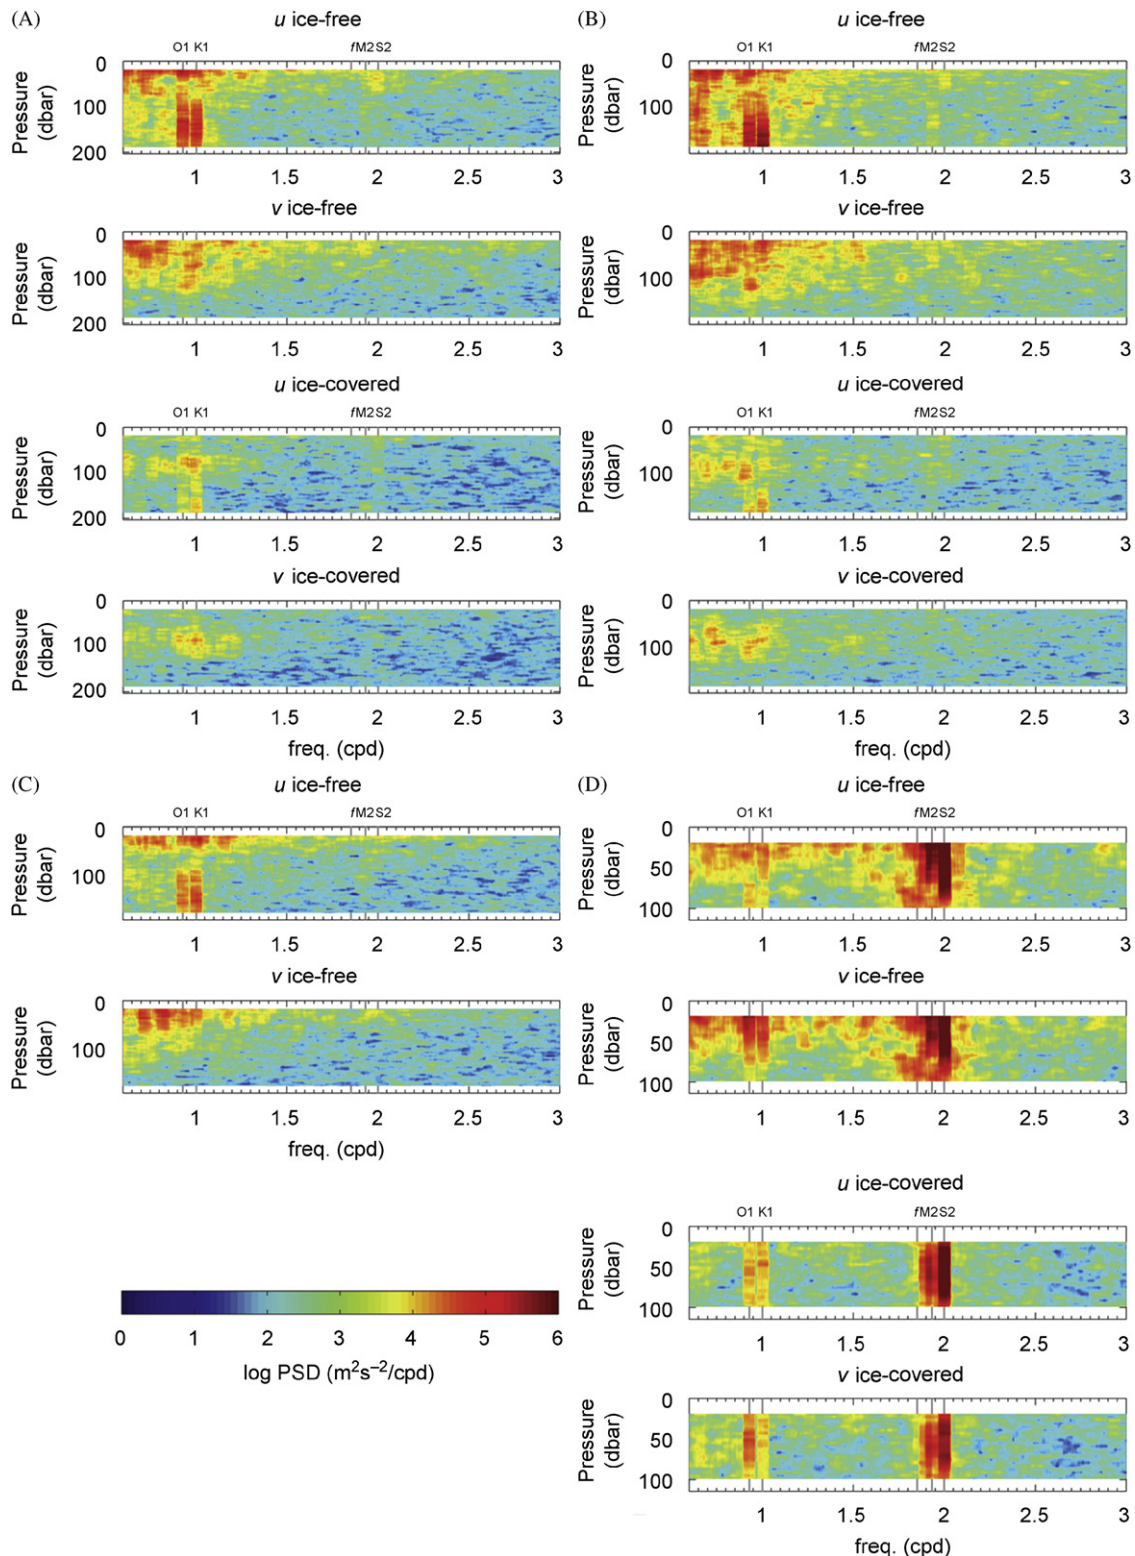 (A)
u ice-free
O1 K1
fM2S2
0
100
200
Pressure
(dbar)
1
1.5
2
2.5
3
v ice-free
0
100
200
Pressure
(dbar)
1
1.5
2
2.5
3
u ice-covered
O1 K1
fM2S2
0
100
200
Pressure
(dbar)
1
1.5
2
2.5
3
v ice-covered
0
100
200
Pressure
(dbar)
1
1.5
2
2.5
3
freq. (cpd)
(B)
u ice-free
O1 K1
fM2S2
0
100
Pressure
(dbar)
1
1.5
2
2.5
3
v ice-free
0
100
Pressure
(dbar)
1
1.5
2
2.5
3
u ice-covered
O1 K1
fM2S2
0
100
Pressure
(dbar)
1
1.5
2
2.5
3
v ice-covered
0
100
Pressure
(dbar)
1
1.5
2
2.5
3
freq. (cpd)
(C)
u ice-free
O1 K1
fM2S2
0
100
Pressure
(dbar)
1
1.5
2
2.5
3
v ice-free
0
100
Pressure
(dbar)
1
1.5
2
2.5
3
freq. (cpd)
0 1 2 3 4 5 6
log PSD (m²s⁻²/cpd)
(D)
u ice-free
O1 K1
fM2S2
0
50
100
Pressure
(dbar)
1
1.5
2
2.5
3
v ice-free
0
50
100
Pressure
(dbar)
1
1.5
2
2.5
3
u ice-covered
O1 K1
fM2S2
0
50
100
Pressure
(dbar)
1
1.5
2
2.5
3
v ice-covered
0
50
100
Pressure
(dbar)
1
1.5
2
2.5
3
freq. (cpd)